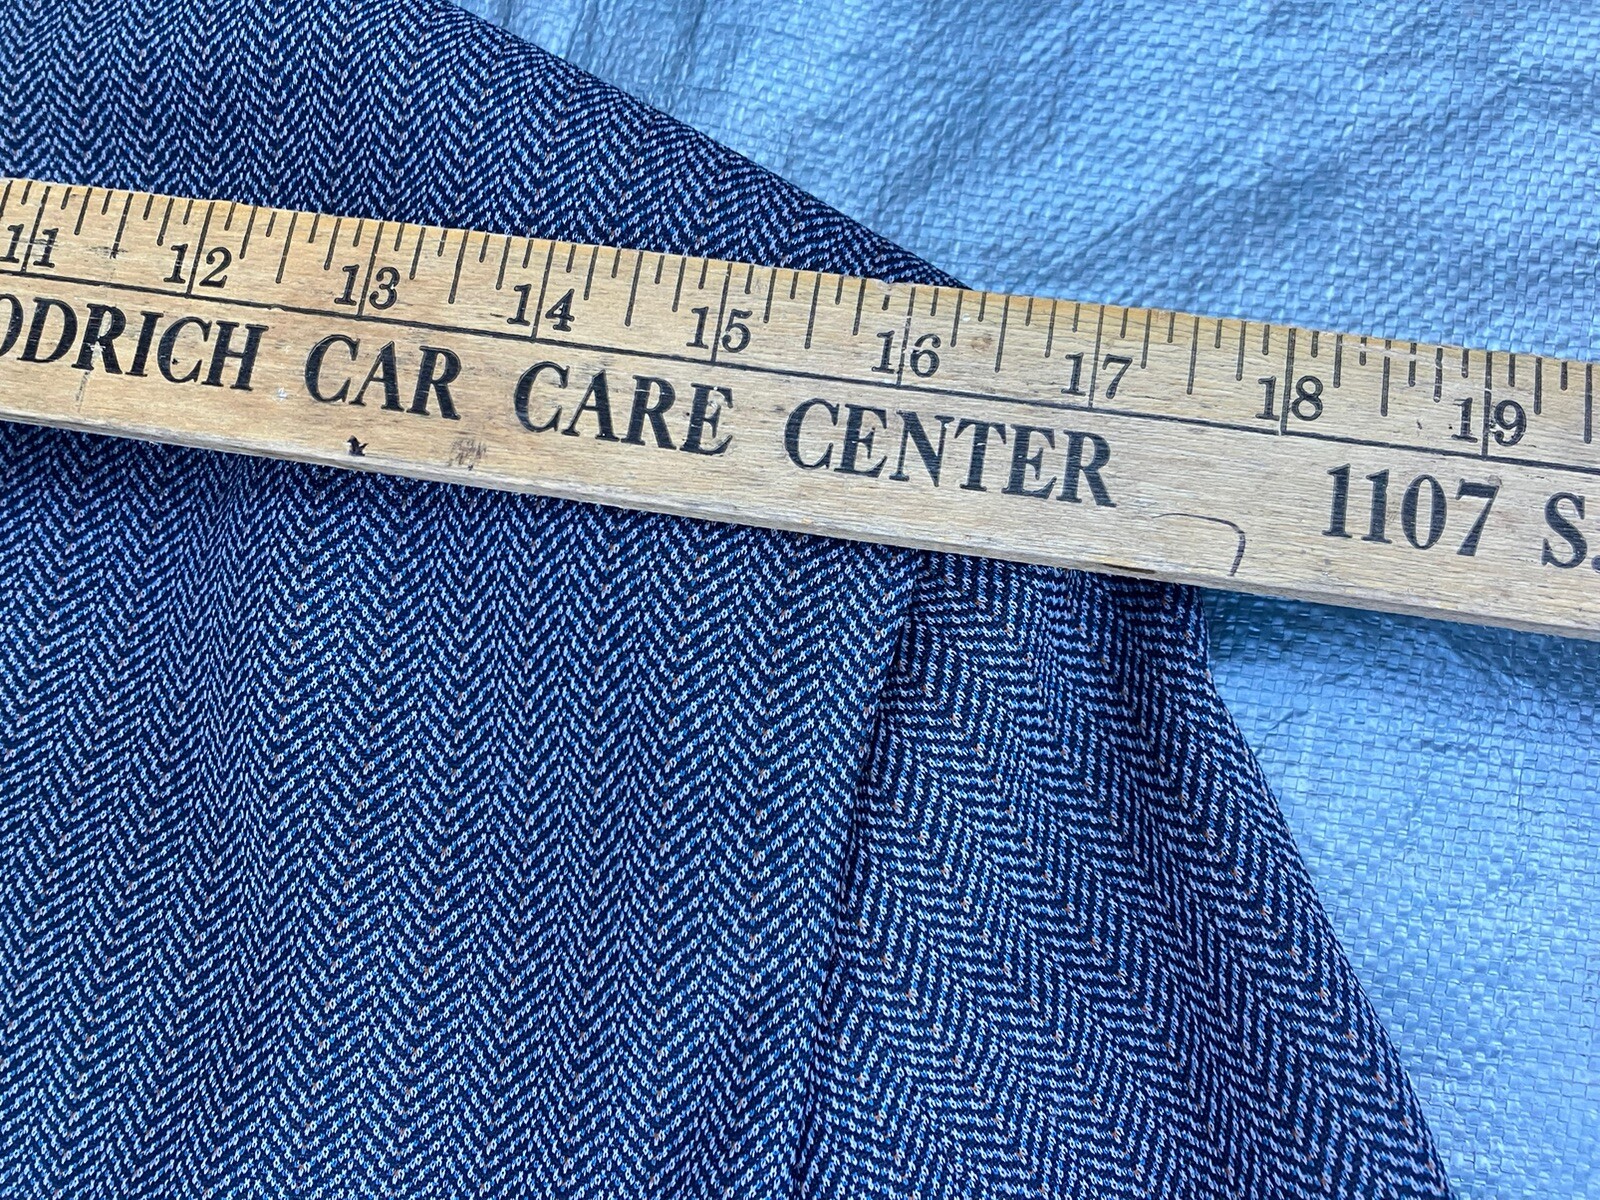 11 12 13 14 15 16 17 18 19
ODRICH CAR CARE CENTER 1107 S.